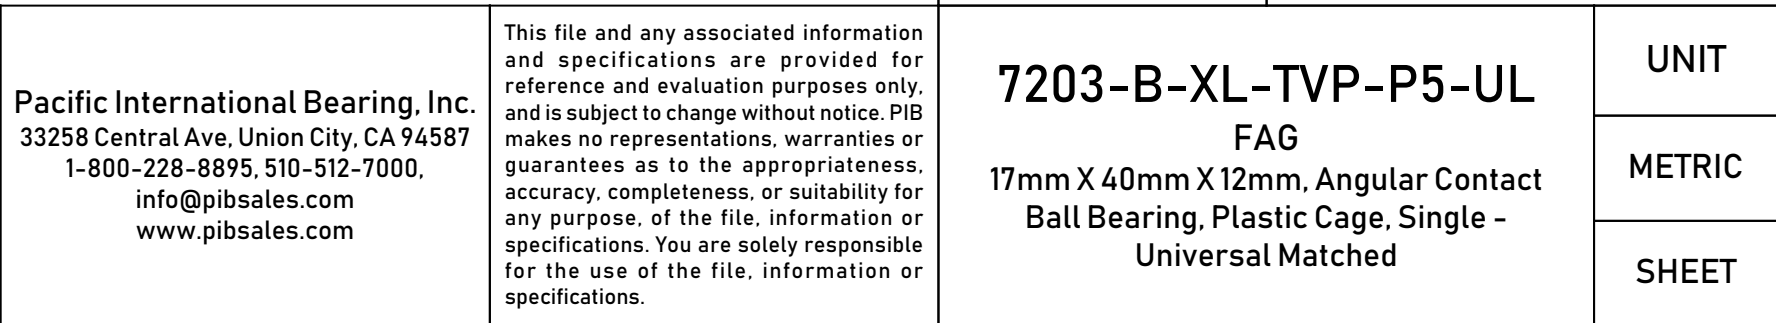 Pacific International Bearing, Inc.
33258 Central Ave, Union City, CA 94587
1-800-228-8895, 510-512-7000,
info@pibsales.com
www.pibsales.com
This file and any associated information
and specifications are provided for
reference and evaluation purposes only,
and is subject to change without notice. PIB
makes no representations, warranties or
guarantees as to the appropriateness,
accuracy, completeness, or suitability for
any purpose, of the file, information or
specifications. You are solely responsible
for the use of the file, information or
specifications.
7203-B-XL-TVP-P5-UL
FAG
17mm X 40mm X 12mm, Angular Contact
Ball Bearing, Plastic Cage, Single -
Universal Matched
UNIT
METRIC
SHEET